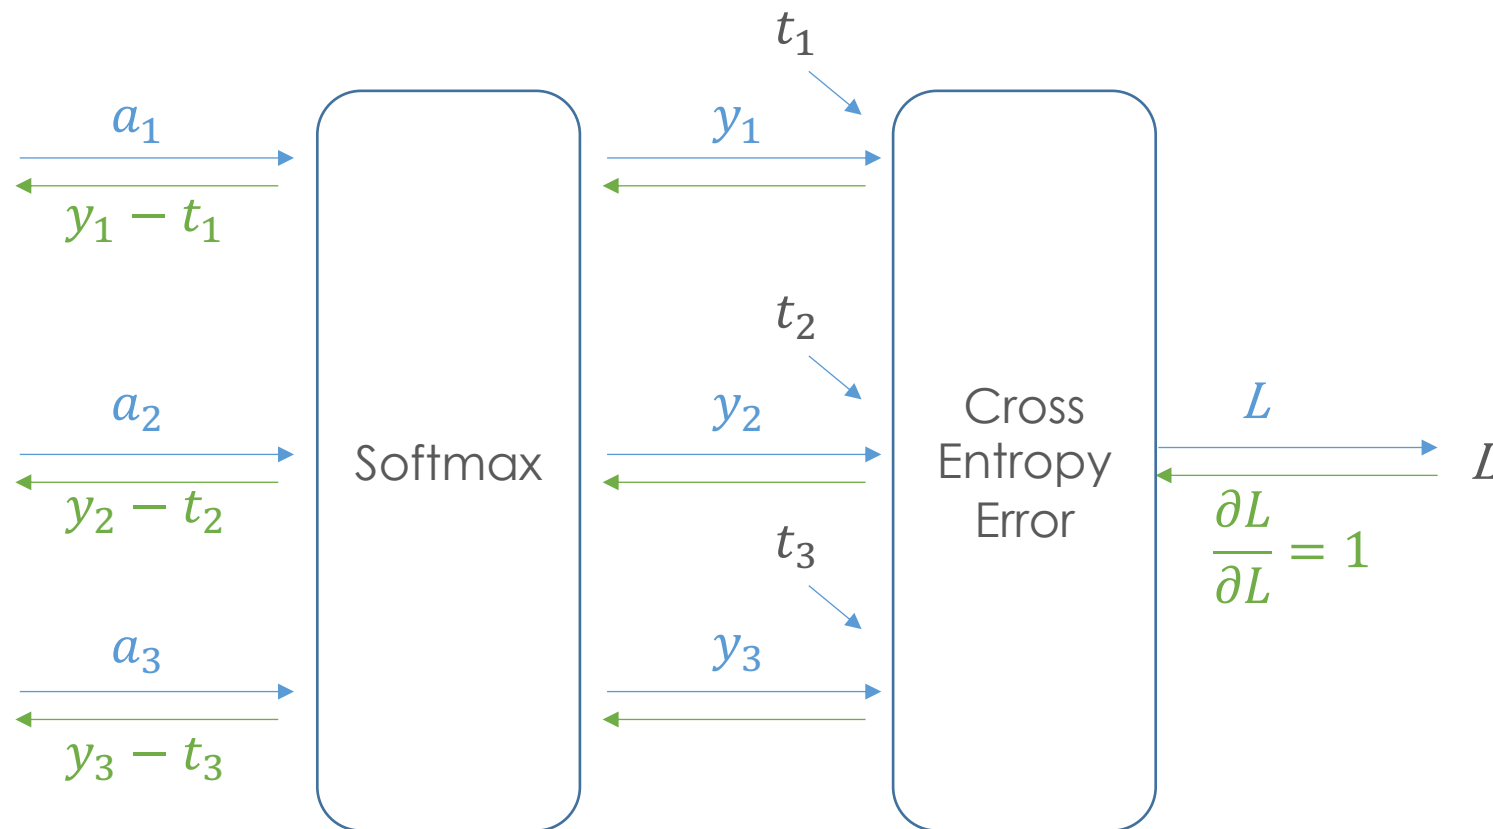 t₁
a₁
y₁
y₁ − t₁
t₂
a₂
y₂
Softmax
Cross
Entropy
Error
L
L
y₂ − t₂
∂L
∂L
= 1
t₃
a₃
y₃
y₃ − t₃